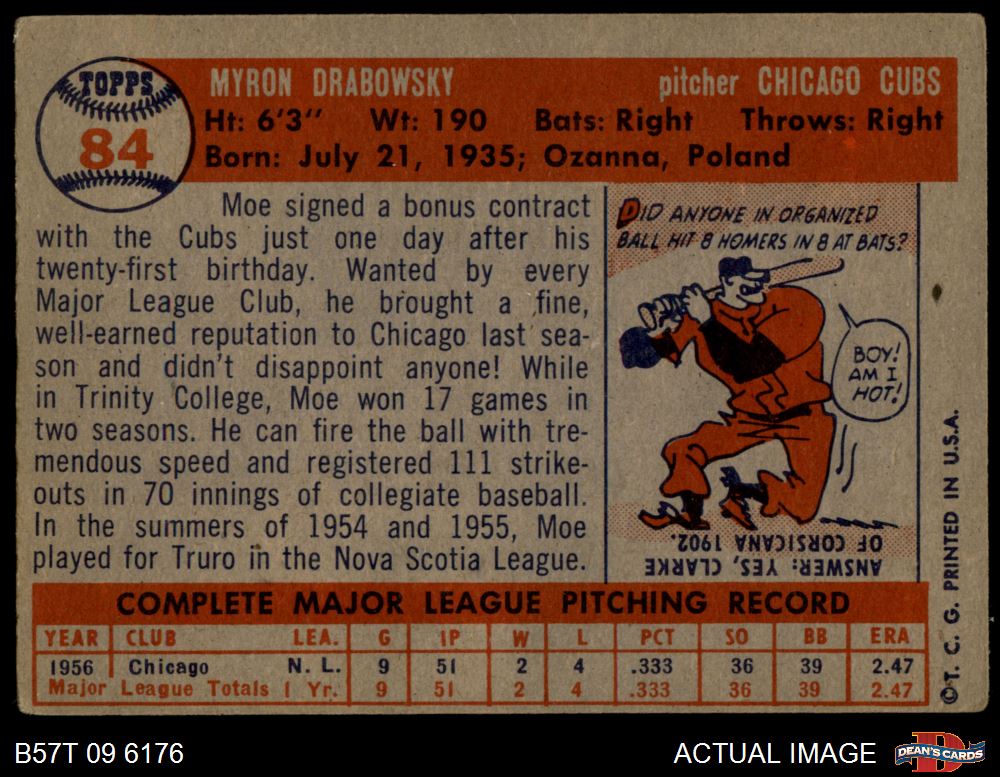 TOPPS
84
MYRON DRABOWSKY pitcher CHICAGO CUBS
Ht: 6'3" Wt: 190 Bats: Right Throws: Right
Born: July 21, 1935; Ozanna, Poland
Moe signed a bonus contract
with the Cubs just one day after his
twenty-first birthday. Wanted by every
Major League Club, he brought a fine,
well-earned reputation to Chicago last sea-
son and didn't disappoint anyone! While
in Trinity College, Moe won 17 games in
two seasons. He can fire the ball with tre-
mendous speed and registered 111 strike-
outs in 70 innings of collegiate baseball.
In the summers of 1954 and 1955, Moe
played for Truro in the Nova Scotia League.
DID ANYONE IN ORGANIZED
BALL HIT 8 HOMERS IN 8 AT BATS?
BOY!
AM I
HOT!
ANSWER: YES, CLARKE
OF CORSICANA 1902.
COMPLETE MAJOR LEAGUE PITCHING RECORD
YEAR CLUB LEA. G IP W L PCT SO BB ERA
1956 Chicago N. L. 9 51 2 4 .333 36 39 2.47
Major League Totals 1 Yr. 9 51 2 4 .333 36 39 2.47
©T. C. G. PRINTED IN U.S.A.
B57T 09 6176
ACTUAL IMAGE
D
DEAN'S CARDS